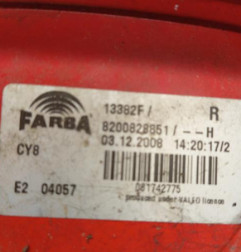 13382F / R
FARBA
8200828851 / - - H
03.12.2008 14:20:17/2
CY8
E2 04057
081742775
produced under VALEO license